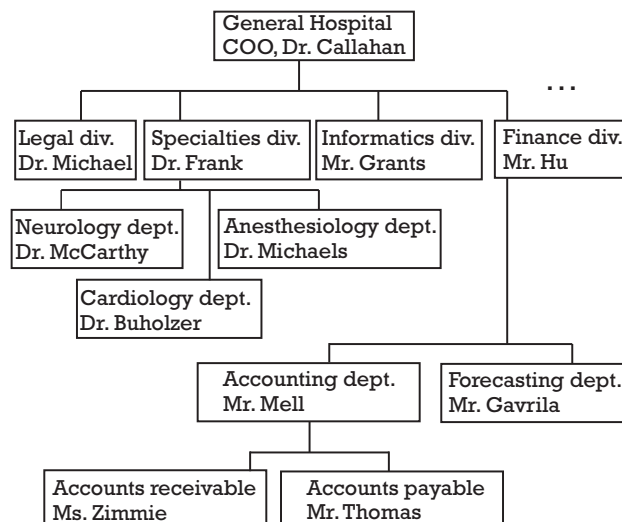 General Hospital
COO, Dr. Callahan
...
Legal div.
Dr. Michael
Specialties div.
Dr. Frank
Informatics div.
Mr. Grants
Finance div.
Mr. Hu
Neurology dept.
Dr. McCarthy
Anesthesiology dept.
Dr. Michaels
Cardiology dept.
Dr. Buholzer
Accounting dept.
Mr. Mell
Forecasting dept.
Mr. Gavrila
Accounts receivable
Ms. Zimmie
Accounts payable
Mr. Thomas